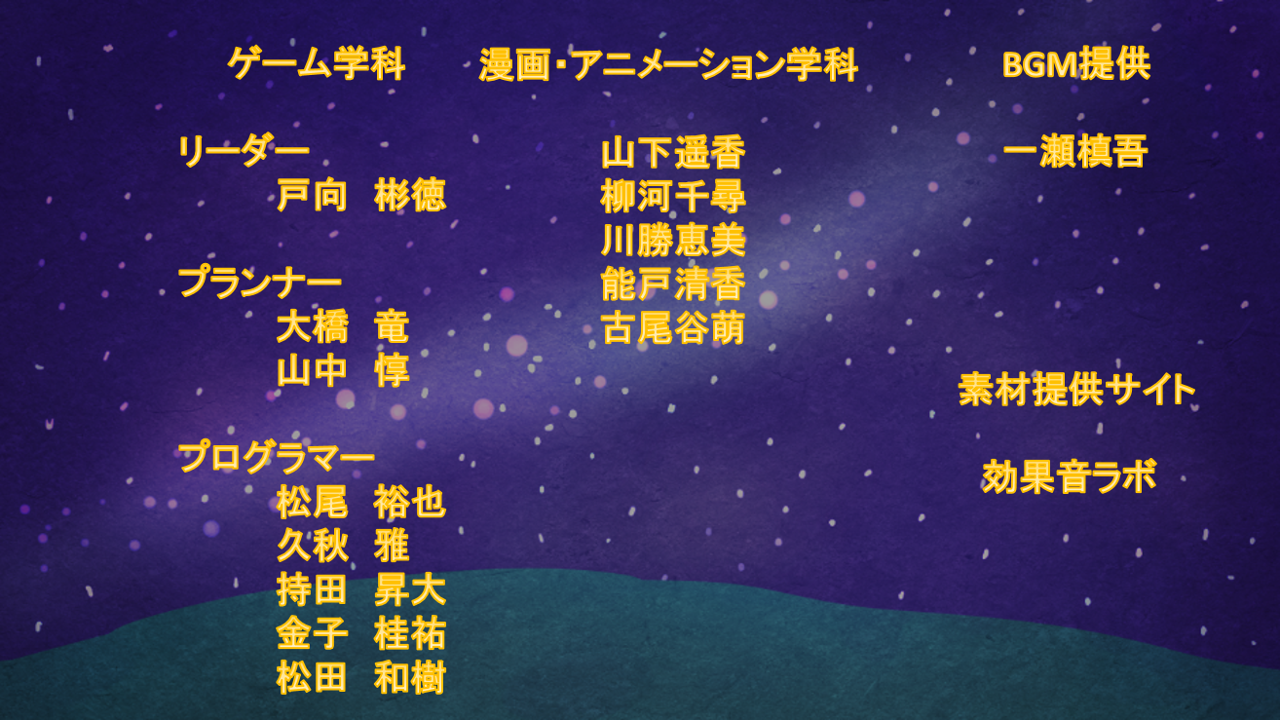 ゲーム学科
リーダー
戸向 彬徳
プランナー
大橋 竜
山中 惇
プログラマー
松尾 裕也
久秋 雅
持田 昇大
金子 桂祐
松田 和樹
漫画・アニメーション学科
山下遥香
柳河千尋
川勝恵美
能戸清香
古尾谷萌
BGM提供
一瀬槙吾
素材提供サイト
効果音ラボ